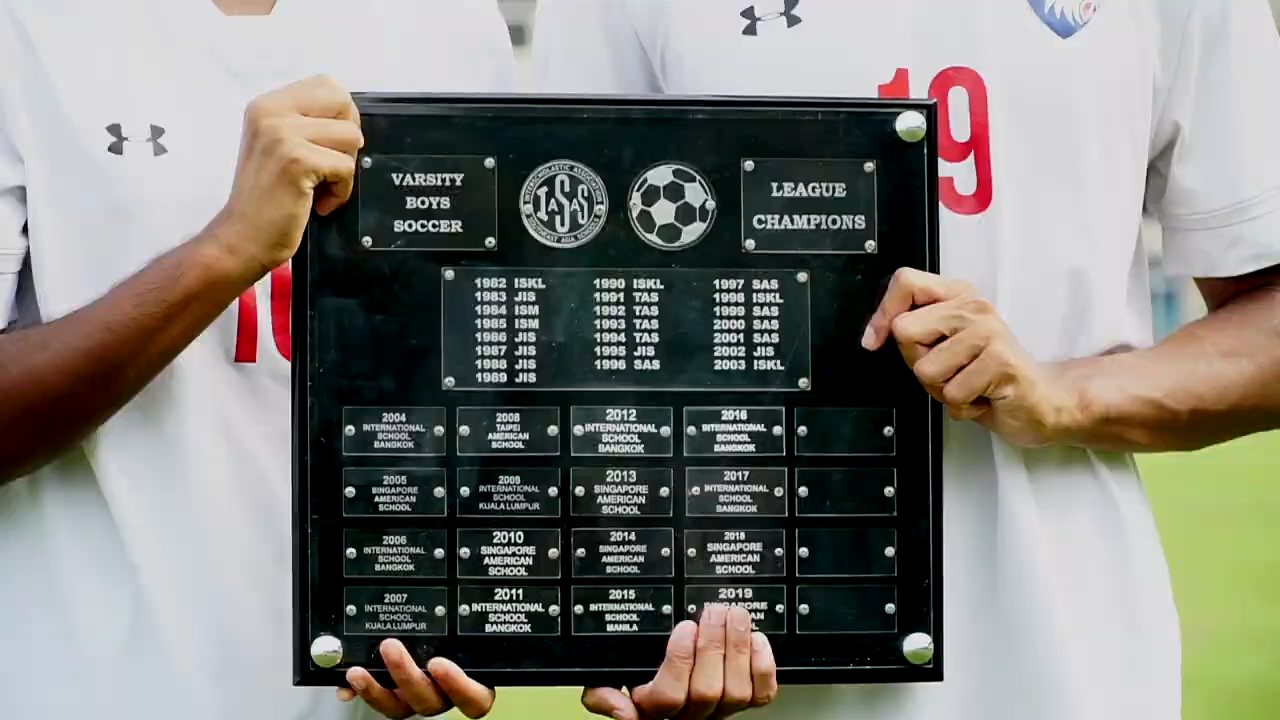 19
10
VARSITY
BOYS
SOCCER
INTERSCHOLASTIC ASSOCIATION
IASAS
SOUTHEAST ASIA SCHOOLS
LEAGUE
CHAMPIONS
1982 ISKL
1983 JIS
1984 ISM
1985 ISM
1986 JIS
1987 JIS
1988 JIS
1989 JIS
1990 ISKL
1991 TAS
1992 TAS
1993 TAS
1994 TAS
1995 JIS
1996 SAS
1997 SAS
1998 ISKL
1999 SAS
2000 SAS
2001 SAS
2002 JIS
2003 ISKL
2004
INTERNATIONAL
SCHOOL
BANGKOK
2008
TAIPEI
AMERICAN
SCHOOL
2012
INTERNATIONAL
SCHOOL
BANGKOK
2016
INTERNATIONAL
SCHOOL
BANGKOK
2005
SINGAPORE
AMERICAN
SCHOOL
2009
INTERNATIONAL
SCHOOL
KUALA LUMPUR
2013
SINGAPORE
AMERICAN
SCHOOL
2017
INTERNATIONAL
SCHOOL
BANGKOK
2006
INTERNATIONAL
SCHOOL
BANGKOK
2010
SINGAPORE
AMERICAN
SCHOOL
2014
SINGAPORE
AMERICAN
SCHOOL
2018
SINGAPORE
AMERICAN
SCHOOL
2007
INTERNATIONAL
SCHOOL
KUALA LUMPUR
2011
INTERNATIONAL
SCHOOL
BANGKOK
2015
INTERNATIONAL
SCHOOL
MANILA
2019